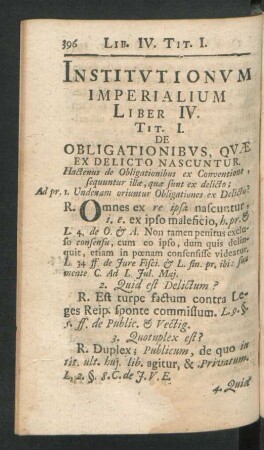 396 LIB. IV. TIT. I.
INSTITVTIONVM
IMPERIALIUM
LIBER IV.
TIT. I.
DE
OBLIGATIONIBVS, QVÆ
EX DELICTO NASCUNTUR.
Hactenus de Obligationibus ex Conventione,
sequuntur illæ, quæ sunt ex delicto;
Ad pr. 1. Undenam oriuntur Obligationes ex Delicto?
R. Omnes ex re ipsa nascuntur,
i. e. ex ipso maleficio, h. pr. &
L. 4. de O. & A. Non tamen penitus exclu-
so consensu, cum eo ipso, dum quis delin-
quit, etiam in pœnam consensisse videatur.
L. 34 ff. de Jure Fisci. & L. fin. pr. ibi: suâ
mente C. Ad L. Jul. Maj.
2. Quid est Delictum?
R. Est turpe factum contra Le-
ges Reip. sponte commissum. L. 9. §.
5. ff. de Public. & Vectig.
3. Quotuplex est?
R. Duplex; Publicum, de quo in
tit. ult. huj. lib. agitur, & Privatum.
L. 2. §. 8. C. de J. V. E.
4. Quid